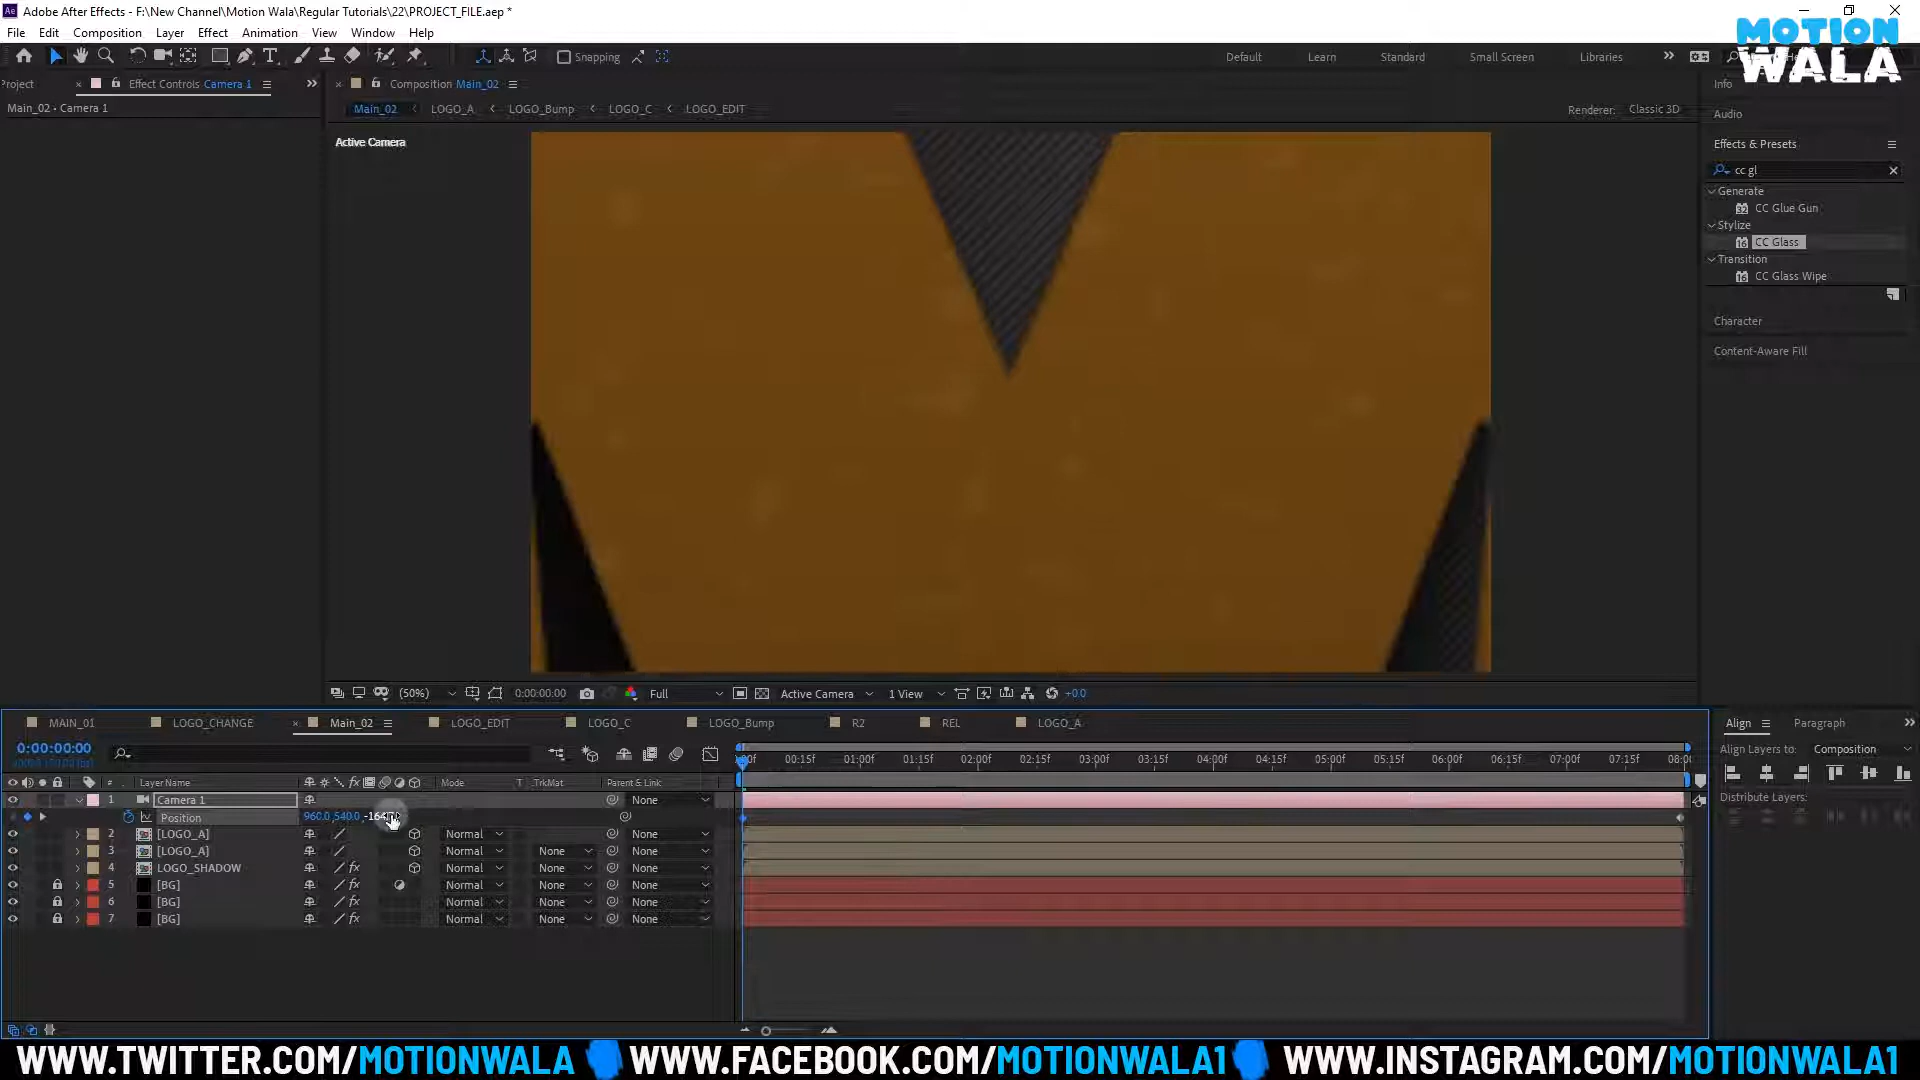 Adobe After Effects - F:\New Channel\Motion Wala\Regular Tutorials\22\PROJECT_FILE.aep *
File Edit Composition Layer Effect Animation View Window Help
MOTION
WALA
Snapping
Default Learn Standard Small Screen Libraries
Project Effect Controls Camera 1
Composition Main_02
Info
Main_02 • Camera 1
Main_02 LOGO_A LOGO_Bump LOGO_C LOGO_EDIT
Renderer: Classic 3D
Audio
Active Camera
Effects & Presets
cc gl
Generate
CC Glue Gun
Stylize
CC Glass
Transition
CC Glass Wipe
Character
Content-Aware Fill
(50%) 0:00:00:00 Full Active Camera 1 View +0.0
MAIN_01 LOGO_CHANGE Main_02 LOGO_EDIT LOGO_C LOGO_Bump R2 REL LOGO_A
Align Paragraph
0:00:00:00
Align Layers to: Composition
00:15f 01:00f 01:15f 02:00f 02:15f 03:00f 03:15f 04:00f 04:15f 05:00f 05:15f 06:00f 06:15f 07:00f 07:15f 08:0
# Layer Name Mode T TrkMat Parent & Link
Distribute Layers:
1 Camera 1 None
Position 960.0, 540.0,
2 [LOGO_A] Normal None
3 [LOGO_A] Normal None None
4 LOGO_SHADOW Normal None None
5 [BG] Normal None None
6 [BG] Normal None None
7 [BG] Normal None None
WWW.TWITTER.COM/MOTIONWALA WWW.FACEBOOK.COM/MOTIONWALA1 WWW.INSTAGRAM.COM/MOTIONWALA1